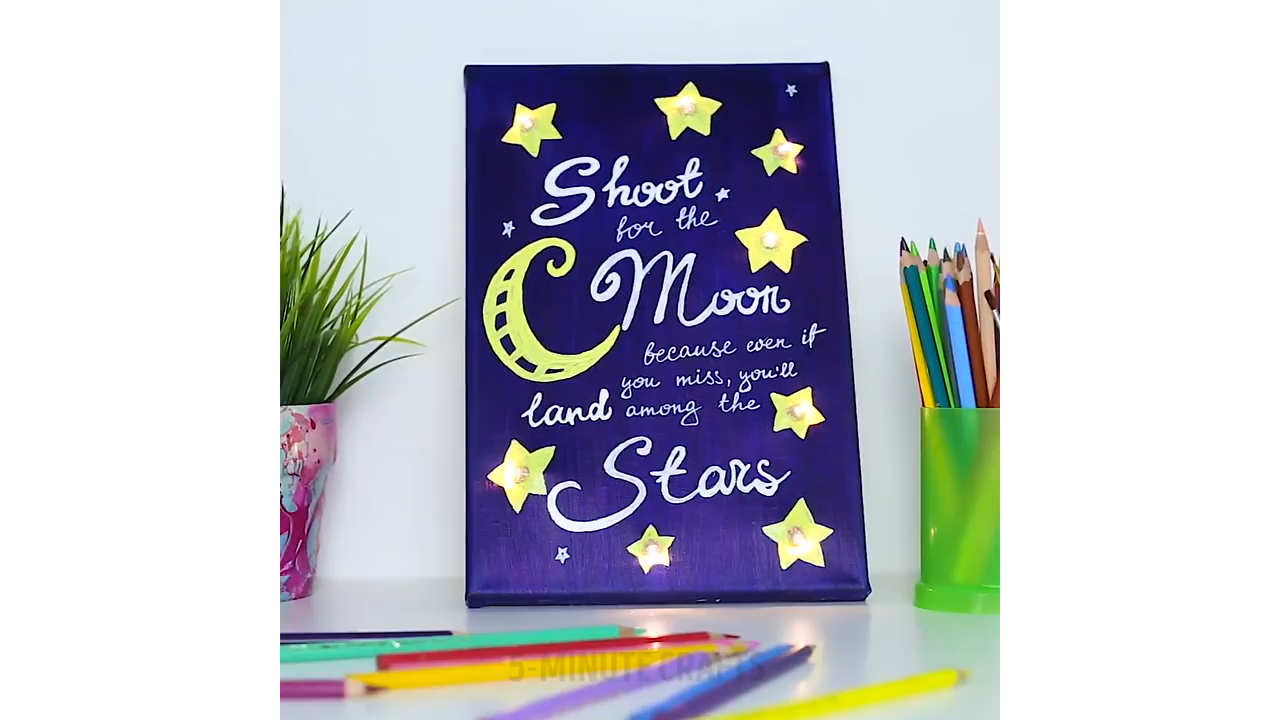 Shoot
for the
Moon
because even if
you miss, you'll
land among the
Stars
5-MINUTE CRAFTS